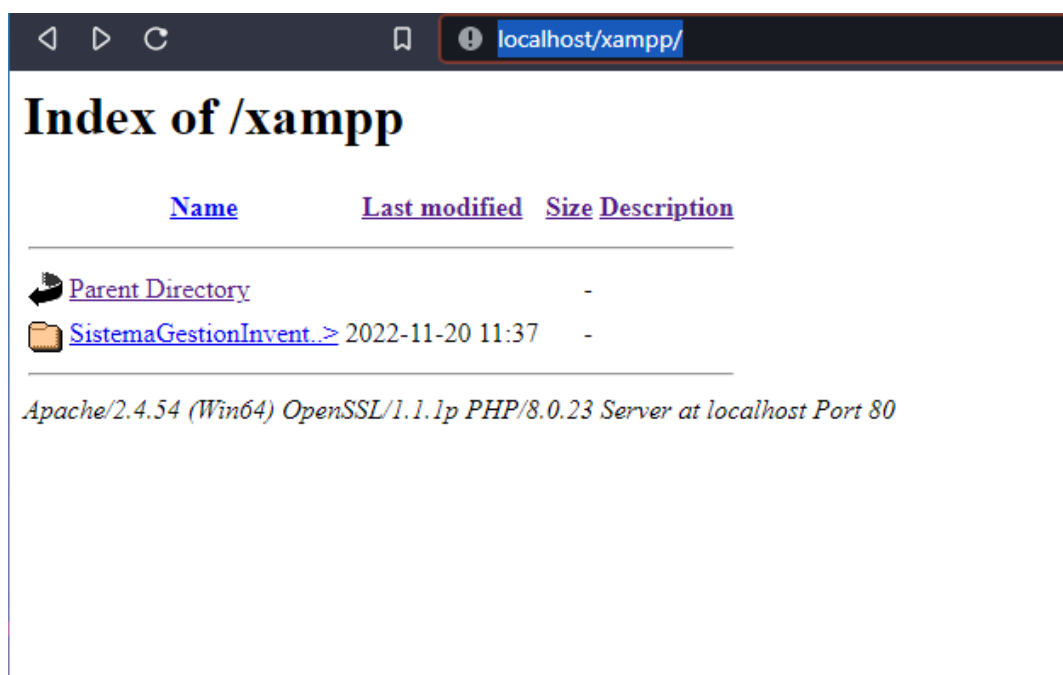 localhost/xampp/
Index of /xampp
Name Last modified Size Description
Parent Directory -
SistemaGestionInvent..> 2022-11-20 11:37 -
Apache/2.4.54 (Win64) OpenSSL/1.1.1p PHP/8.0.23 Server at localhost Port 80